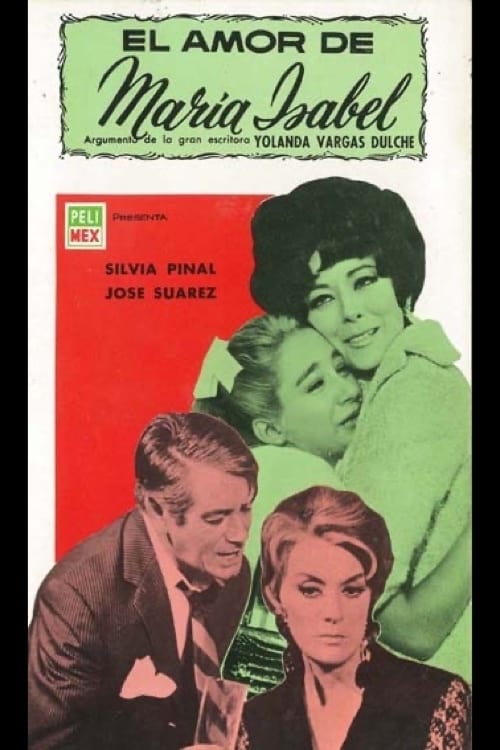 EL AMOR DE
María Isabel
Argumento de la gran escritora YOLANDA VARGAS DULCHE
PELI
MEX
PRESENTA
SILVIA PINAL
JOSE SUAREZ